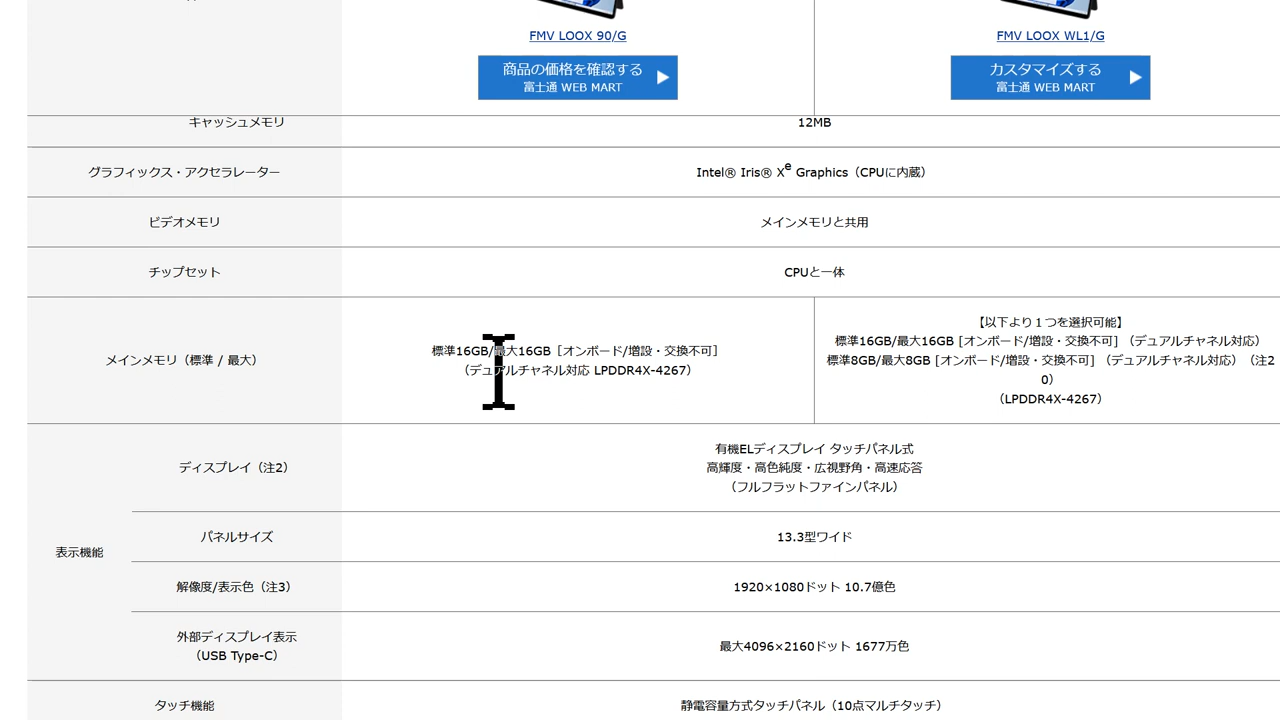 FMV LOOX 90/G
FMV LOOX WL1/G
商品の価格を確認する
富士通 WEB MART
カスタマイズする
富士通 WEB MART
キャッシュメモリ
12MB
グラフィックス・アクセラレーター
Intel® Iris® Xe Graphics（CPUに内蔵）
ビデオメモリ
メインメモリと共用
チップセット
CPUと一体
メインメモリ（標準 / 最大）
標準16GB/最大16GB［オンボード/増設・交換不可］
（デュアルチャネル対応 LPDDR4X-4267）
【以下より１つを選択可能】
標準16GB/最大16GB [オンボード/増設・交換不可] （デュアルチャネル対応）
標準8GB/最大8GB [オンボード/増設・交換不可] （デュアルチャネル対応）（注2
0）
（LPDDR4X-4267）
表示機能
ディスプレイ（注2）
有機ELディスプレイ タッチパネル式
高輝度・高色純度・広視野角・高速応答
（フルフラットファインパネル）
パネルサイズ
13.3型ワイド
解像度/表示色（注3）
1920×1080ドット 10.7億色
外部ディスプレイ表示
（USB Type-C）
最大4096×2160ドット 1677万色
タッチ機能
静電容量方式タッチパネル（10点マルチタッチ）